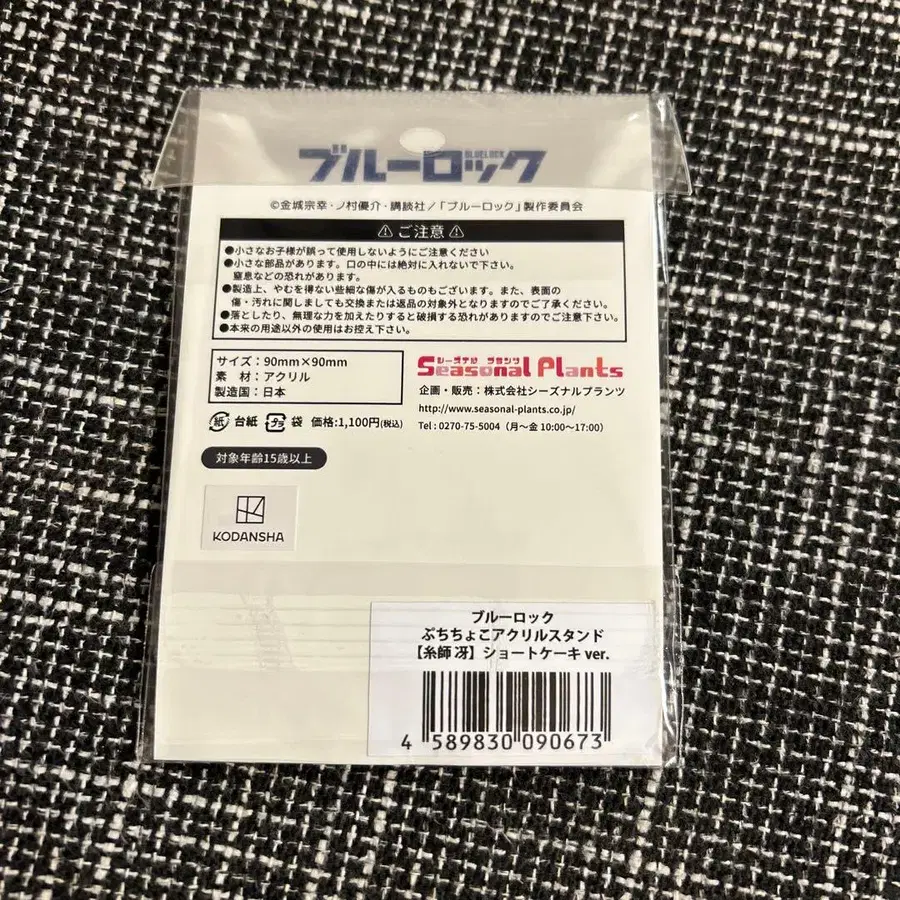 ブルーロック
BLUELOCK
©金城宗幸・ノ村優介・講談社/「ブルーロック」製作委員会
⚠ ご注意 ⚠
●小さなお子様が誤って使用しないようにご注意ください
●小さな部品があります。口の中には絶対に入れないで下さい。
窒息などの恐れがあります。
●製造上、やむを得ない些細な傷が入るものもございます。また、表面の
傷・汚れに関しましても交換または返品の対象外となりますのでご了承ください。
●落としたり、無理な力を加えたりすると破損する恐れがありますのでご注意下さい。
●本来の用途以外の使用はお控え下さい。
サイズ:90mm×90mm
素 材:アクリル
製造国:日本
シーズナル プランツ
Seasonal Plants
企画・販売:株式会社シーズナルプランツ
http://www.seasonal-plants.co.jp/
Tel:0270-75-5004(月~金 10:00~17:00)
紙 台紙 プラ 袋 価格:1,100円(税込)
対象年齢15歳以上
KODANSHA
ブルーロック
ぷちちょこアクリルスタンド
【糸師 冴】ショートケーキ ver.
4 589830 090673